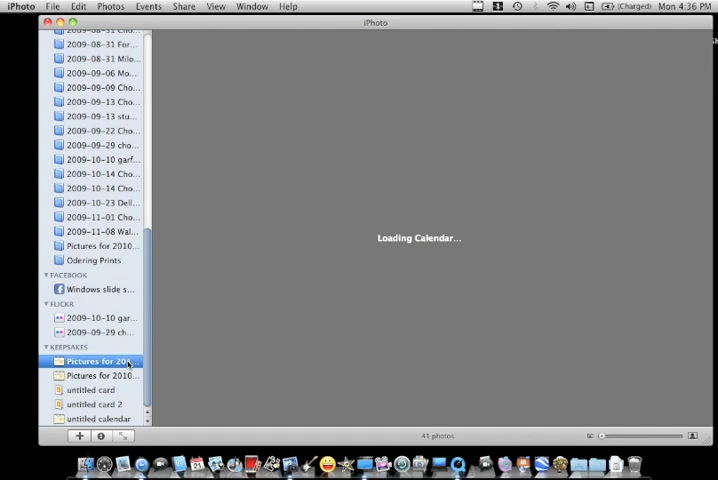 iPhoto File Edit Photos Events Share View Window Help (Charged) Mon 4:36 PM
iPhoto
2009-08-31 Cho...
2009-08-31 For...
2009-08-31 Milo...
2009-09-06 Mo...
2009-09-09 Cho...
2009-09-13 Cho...
2009-09-13 stu...
2009-09-22 Cho...
2009-09-29 cho...
2009-10-10 garf...
2009-10-14 Cho...
2009-10-14 Cho...
2009-10-23 Dell...
2009-11-01 Cho...
2009-11-08 Wal...
Pictures for 2010...
Odering Prints
FACEBOOK
Windows slide s...
FLICKR
2009-10-10 gar...
2009-09-29 ch...
KEEPSAKES
Pictures for 20
Pictures for 2010...
untitled card
untitled card 2
untitled calendar
Loading Calendar...
41 photos